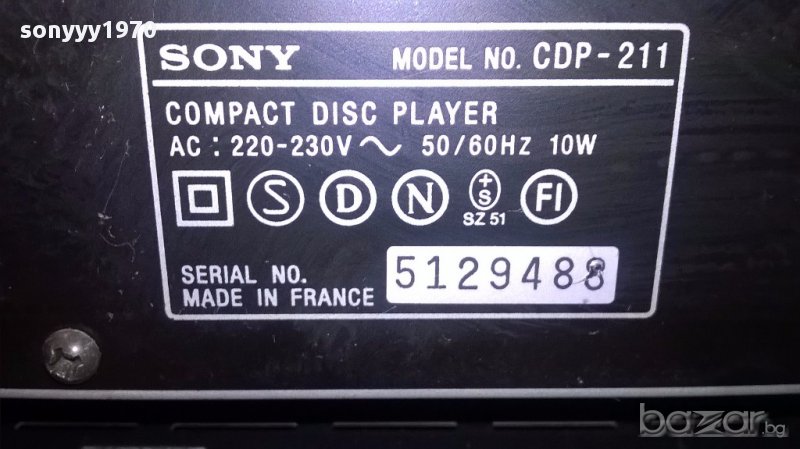 sonyyy1976
SONY MODEL NO. CDP-211
COMPACT DISC PLAYER
AC : 220-230V ~ 50/60Hz 10W
S D N +S FI
SZ 51
SERIAL NO. 5129488
MADE IN FRANCE
bazar.bg